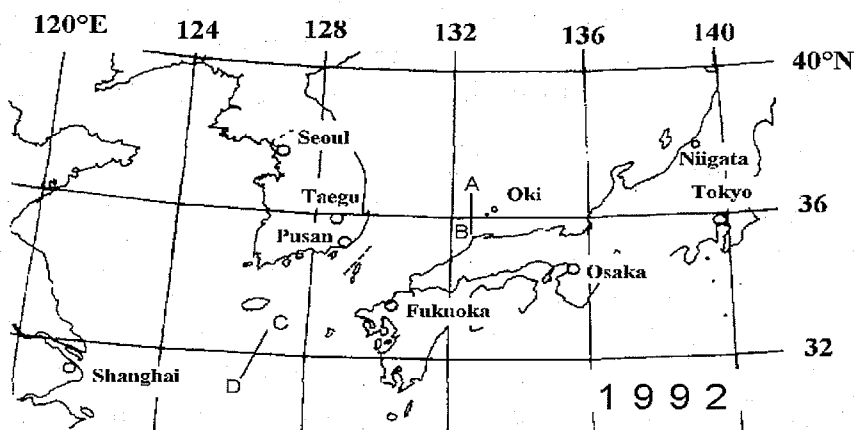 120°E 124 128 132 136 140
40°N
Seoul
Niigata
A Oki
Taegu
Tokyo
36
B
Pusan
Osaka
C
Fukuoka
32
Shanghai
D
1992